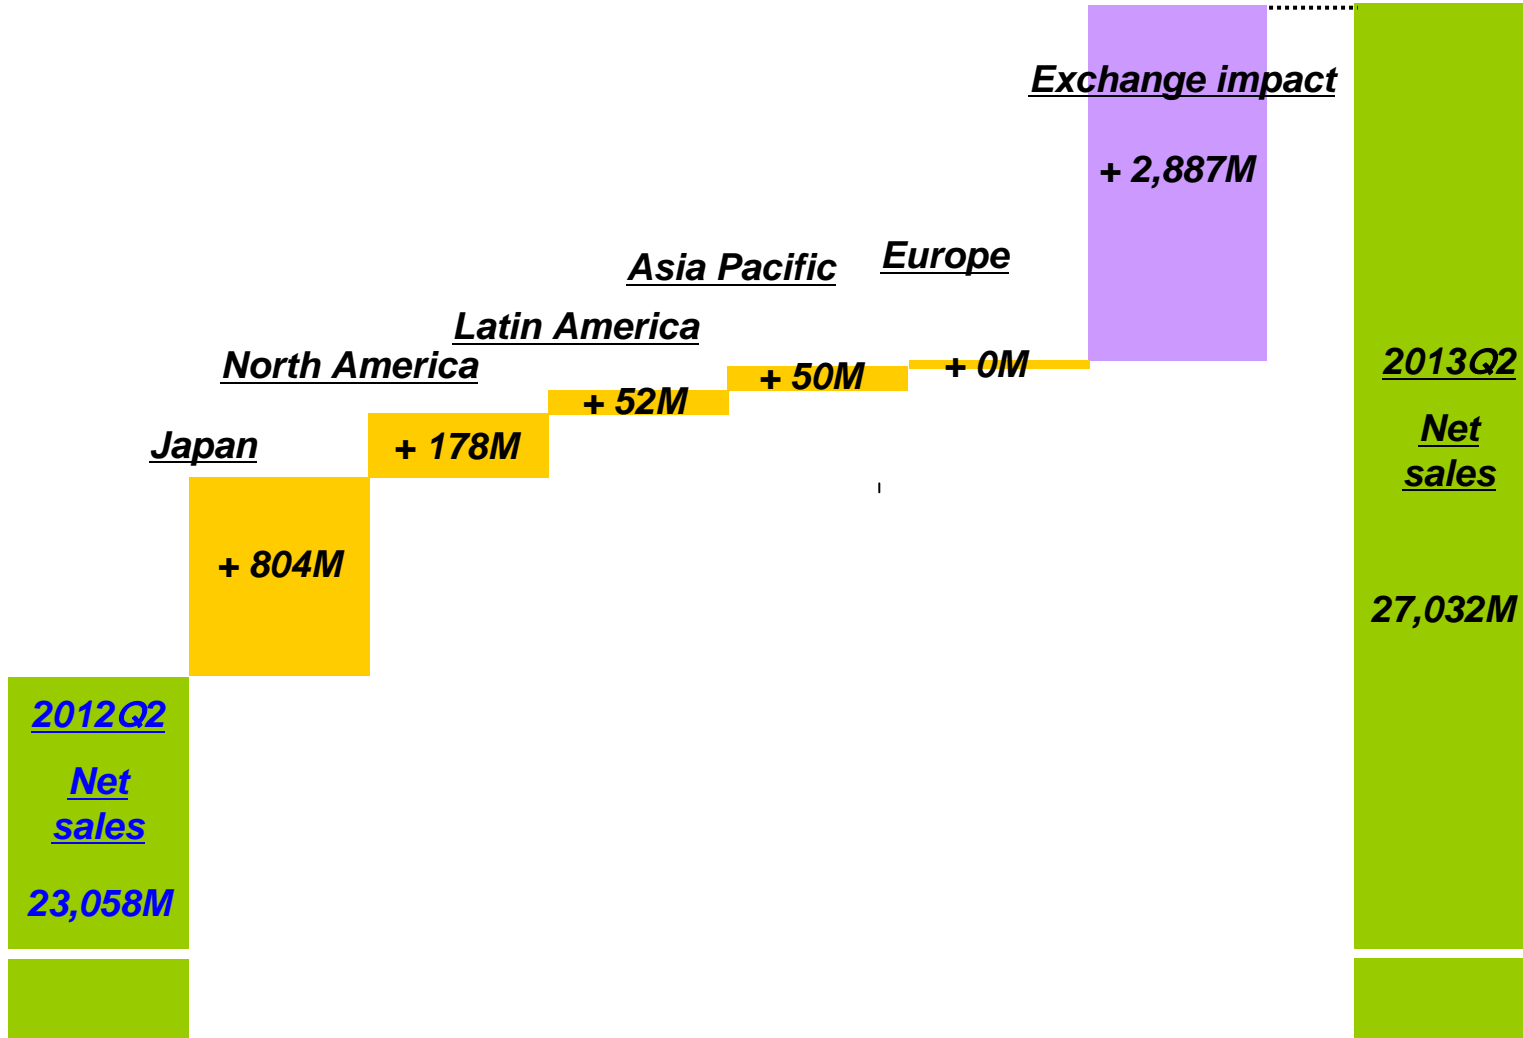 Exchange impact
+ 2,887M
Asia Pacific
Europe
Latin America
North America
+ 0M
+ 50M
+ 52M
Japan
+ 178M
+ 804M
2012Q2
Net
sales
23,058M
2013Q2
Net
sales
27,032M